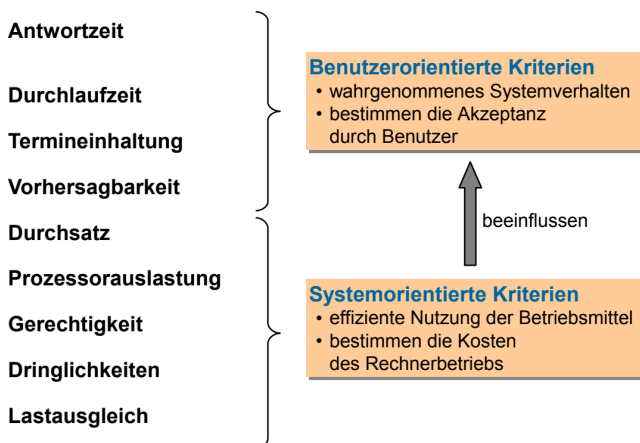 Antwortzeit
Durchlaufzeit
Termineinhaltung
Vorhersagbarkeit
Durchsatz
Prozessorauslastung
Gerechtigkeit
Dringlichkeiten
Lastausgleich
Benutzerorientierte Kriterien
• wahrgenommenes Systemverhalten
• bestimmen die Akzeptanz
durch Benutzer
beeinflussen
Systemorientierte Kriterien
• effiziente Nutzung der Betriebsmittel
• bestimmen die Kosten
des Rechnerbetriebs